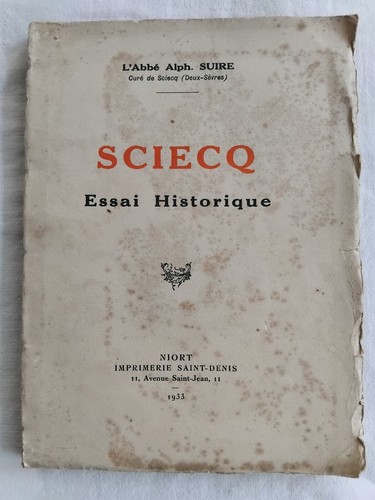 L'Abbé Alph. SUIRE
Curé de Sciecq (Deux-Sèvres)
SCIECQ
Essai Historique
NIORT
IMPRIMERIE SAINT-DENIS
11, Avenue Saint-Jean, 11
—
1933